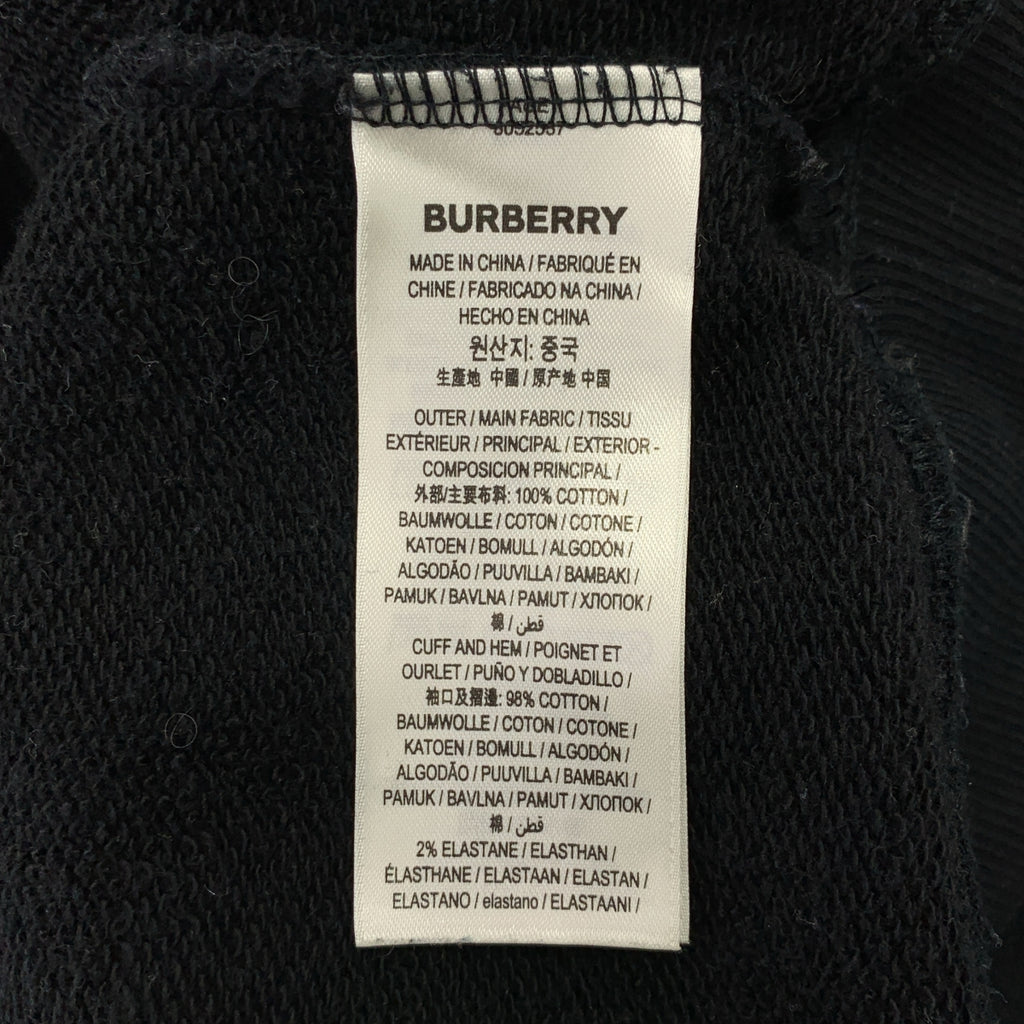 BURBERRY
MADE IN CHINA / FABRIQUÉ EN
CHINE / FABRICADO NA CHINA /
HECHO EN CHINA
원산지: 중국
生產地 中國 / 原产地 中国
OUTER / MAIN FABRIC / TISSU
EXTÉRIEUR / PRINCIPAL / EXTERIOR -
COMPOSICION PRINCIPAL /
外部/主要布料: 100% COTTON /
BAUMWOLLE / COTON / COTONE /
KATOEN / BOMULL / ALGODÓN /
ALGODÃO / PUUVILLA / BAMBAKI /
PAMUK / BAVLNA / PAMUT / ХЛОПОК /
棉 / قطن
CUFF AND HEM / POIGNET ET
OURLET / PUÑO Y DOBLADILLO /
袖口及摺邊: 98% COTTON /
BAUMWOLLE / COTON / COTONE /
KATOEN / BOMULL / ALGODÓN /
ALGODÃO / PUUVILLA / BAMBAKI /
PAMUK / BAVLNA / PAMUT / ХЛОПОК /
棉 / قطن
2% ELASTANE / ELASTHAN /
ÉLASTHANE / ELASTAAN / ELASTAN /
ELASTANO / elastano / ELASTAANI /